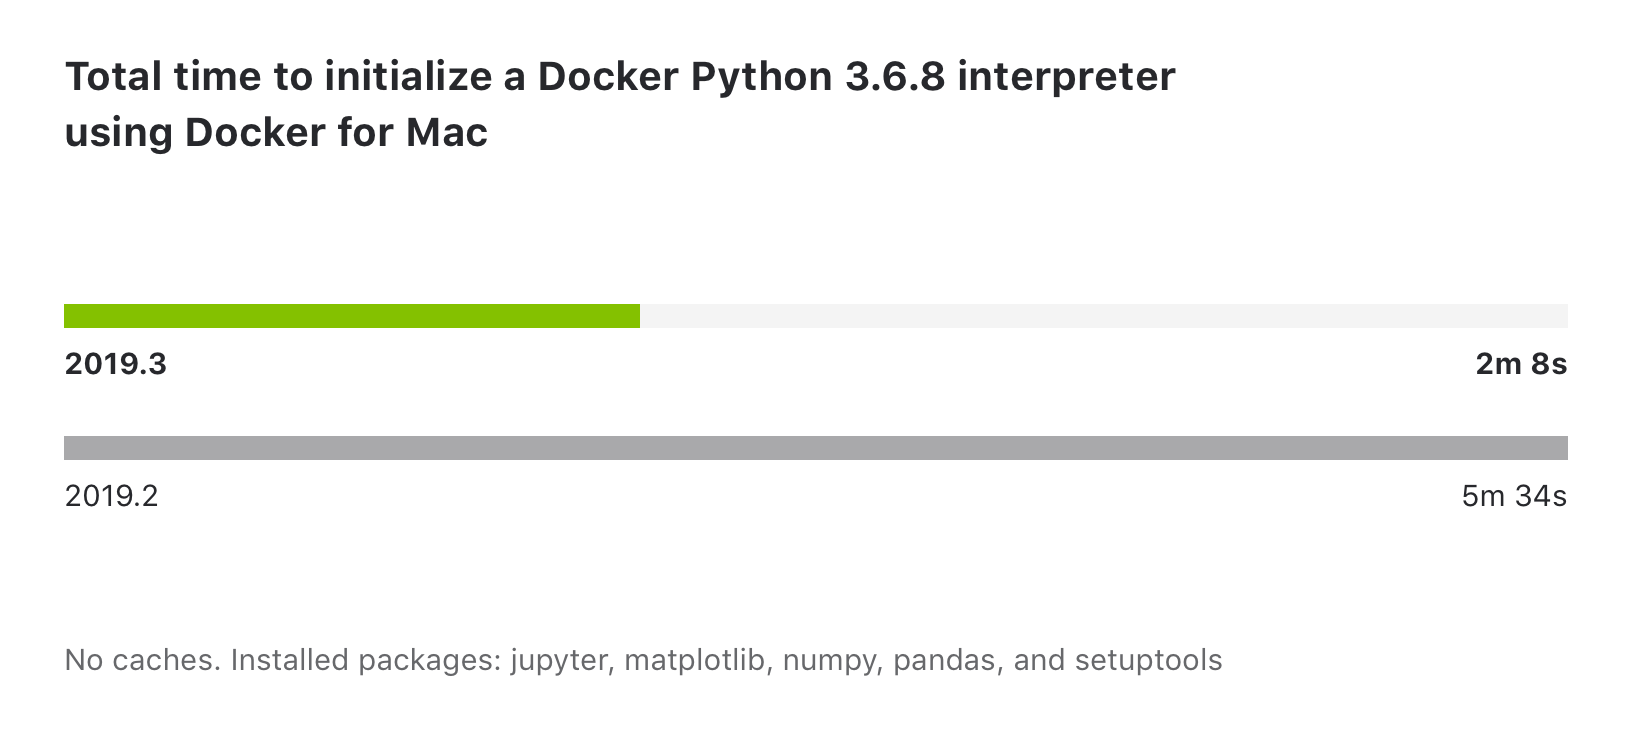 Total time to initialize a Docker Python 3.6.8 interpreter
using Docker for Mac
2019.3
2m 8s
2019.2
5m 34s
No caches. Installed packages: jupyter, matplotlib, numpy, pandas, and setuptools